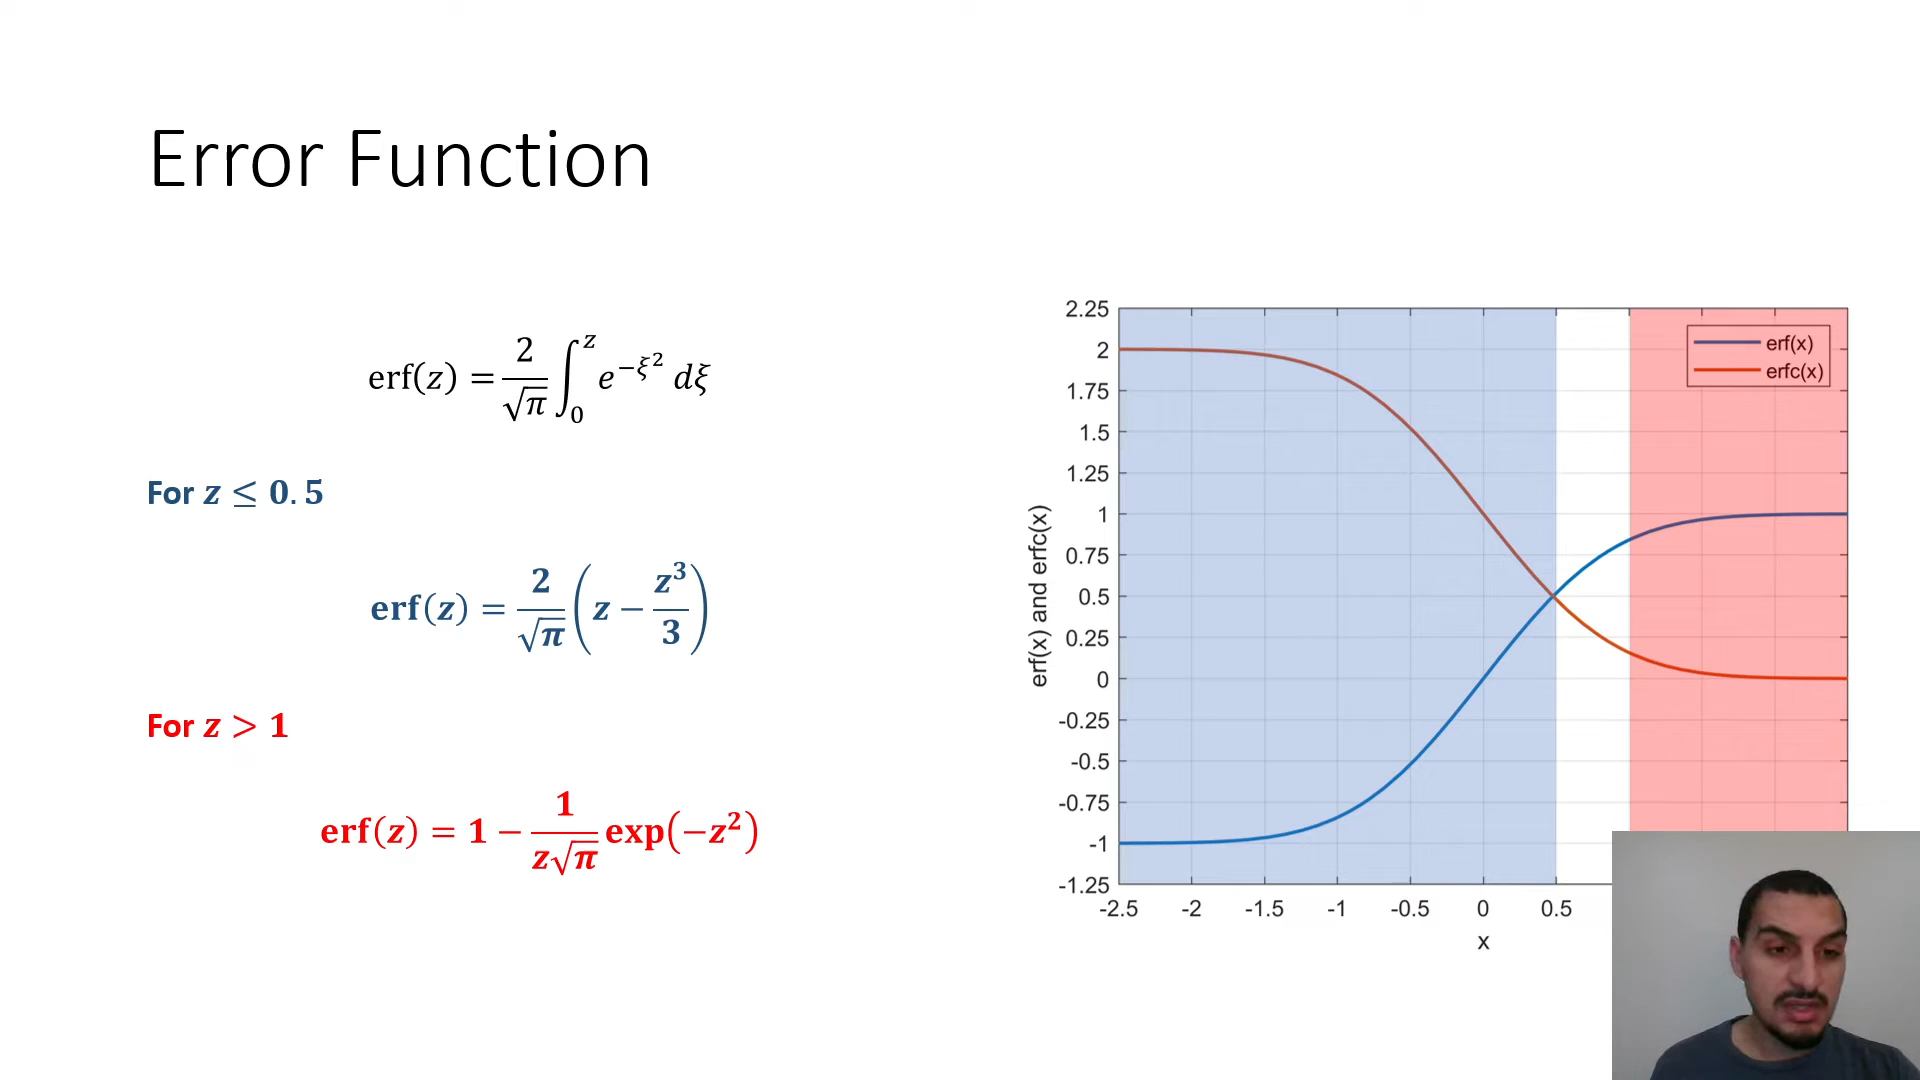 Error Function
erf(z) = 2/√π ∫₀ᶻ e^(−ξ²) dξ
For z ≤ 0.5
erf(z) = 2/√π (z − z³/3)
For z > 1
erf(z) = 1 − 1/(z√π) exp(−z²)
2.25
2
1.75
1.5
1.25
1
0.75
0.5
0.25
0
-0.25
-0.5
-0.75
-1
-1.25
erf(x) and erfc(x)
erf(x)
erfc(x)
-2.5 -2 -1.5 -1 -0.5 0 0.5
x